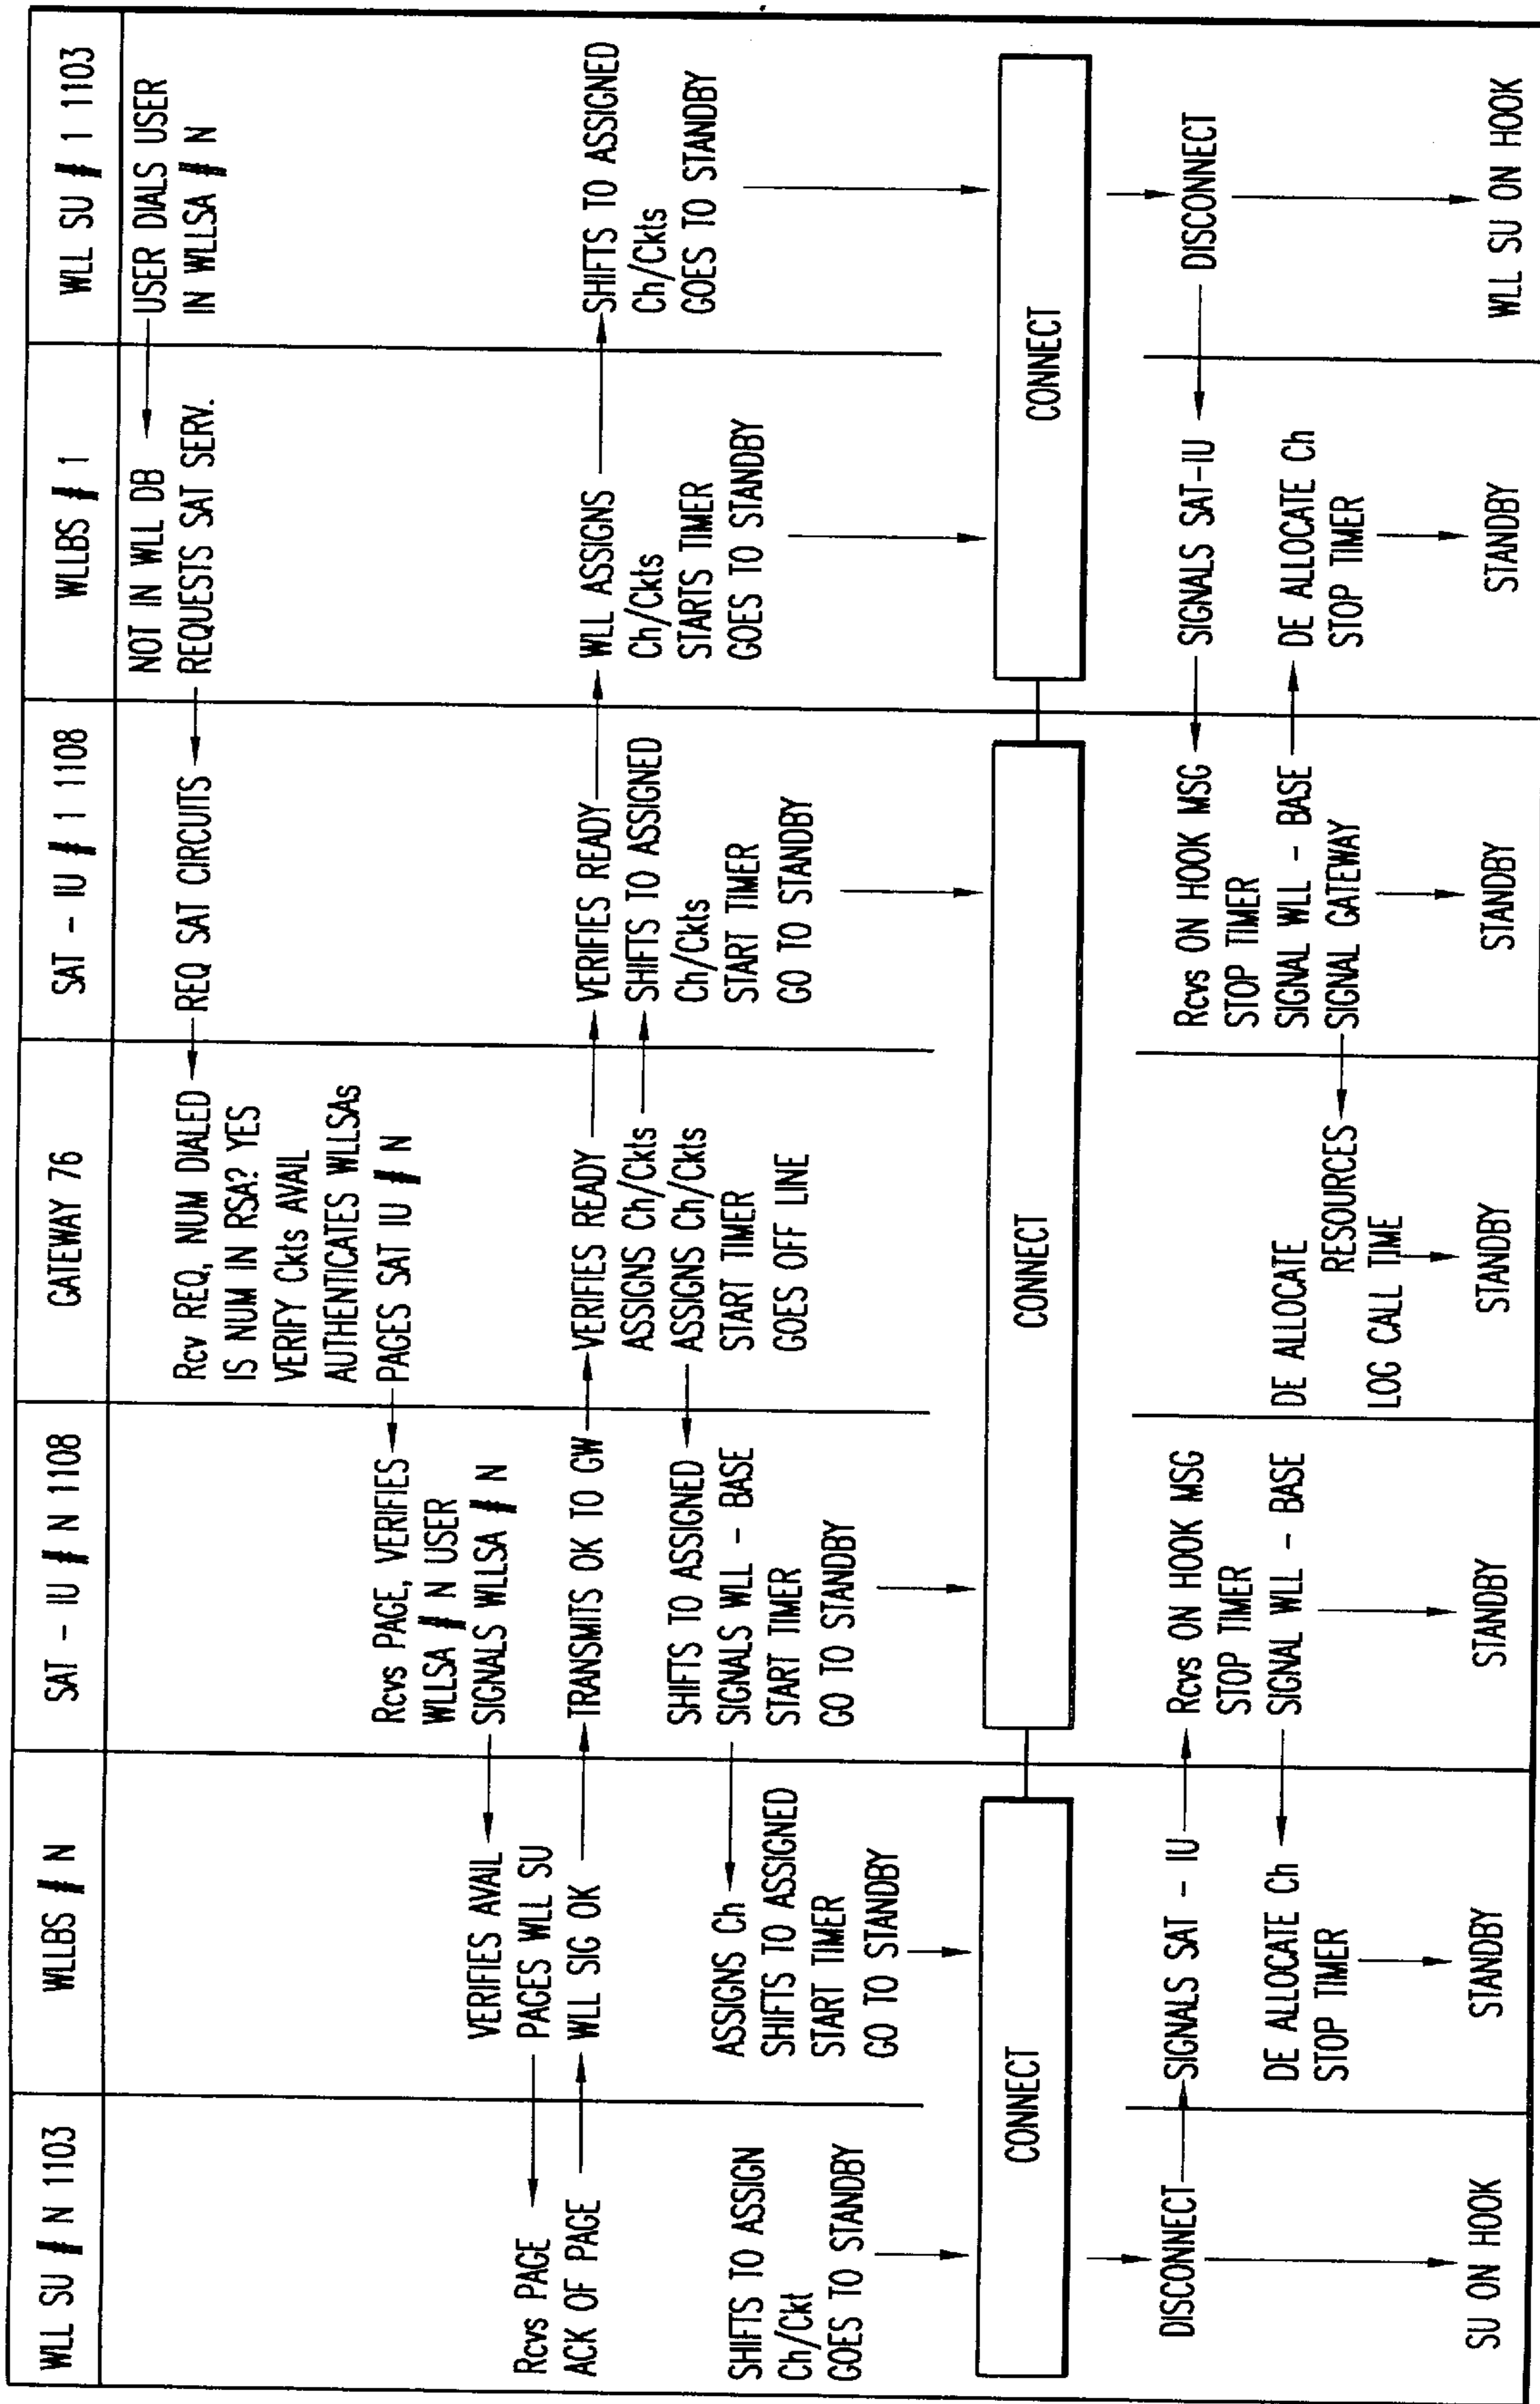 WLL SU # N 1103
WLLBS # N
SAT - IU # N 1108
GATEWAY 76
SAT - IU # 1 1108
WLLBS # 1
WLL SU # 1 1103
USER DIALS USER
IN WLLSA # N
NOT IN WLL DB
REQUESTS SAT SERV.
REQ SAT CIRCUITS
Rcv REQ, NUM DIALED
IS NUM IN RSA? YES
VERIFY Ckts AVAIL
AUTHENTICATES WLLSAs
PAGES SAT IU # N
Rcvs PAGE, VERIFIES
WLLSA # N USER
SIGNALS WLLSA # N
VERIFIES AVAIL
PAGES WLL SU
WLL SIG OK
Rcvs PAGE
ACK OF PAGE
TRANSMITS OK TO GW
VERIFIES READY
ASSIGNS Ch/Ckts
ASSIGNS Ch/Ckts
START TIMER
GOES OFF LINE
VERIFIES READY
SHIFTS TO ASSIGNED
Ch/Ckts
START TIMER
GO TO STANDBY
WLL ASSIGNS
Ch/Ckts
STARTS TIMER
GOES TO STANDBY
SHIFTS TO ASSIGNED
Ch/Ckts
GOES TO STANDBY
SHIFTS TO ASSIGNED
SIGNALS WLL - BASE
START TIMER
GO TO STANDBY
ASSIGNS Ch
SHIFTS TO ASSIGNED
START TIMER
GO TO STANDBY
SHIFTS TO ASSIGN
Ch/Ckt
GOES TO STANDBY
CONNECT
CONNECT
CONNECT
DISCONNECT
SIGNALS SAT - IU
DE ALLOCATE Ch
STOP TIMER
Rcvs ON HOOK MSG
STOP TIMER
SIGNAL WLL - BASE
DE ALLOCATE
RESOURCES
LOG CALL TIME
Rcvs ON HOOK MSG
STOP TIMER
SIGNAL WLL - BASE
SIGNAL GATEWAY
SIGNALS SAT-IU
DE ALLOCATE Ch
STOP TIMER
DISCONNECT
SU ON HOOK
STANDBY
STANDBY
STANDBY
STANDBY
STANDBY
WLL SU ON HOOK